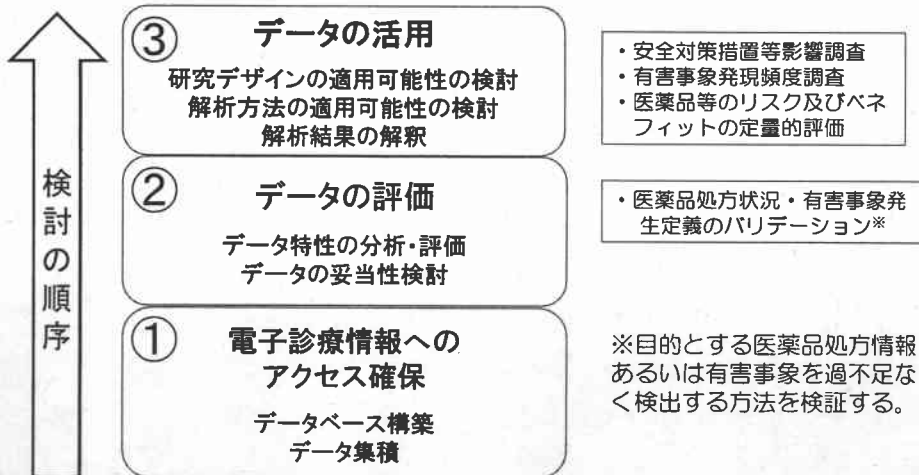 検討の順序
③ データの活用
研究デザインの適用可能性の検討
解析方法の適用可能性の検討
解析結果の解釈
・安全対策措置等影響調査
・有害事象発現頻度調査
・医薬品等のリスク及びベネ
フィットの定量的評価
② データの評価
データ特性の分析・評価
データの妥当性検討
・医薬品処方状況・有害事象発
生定義のバリデーション※
① 電子診療情報への
アクセス確保
データベース構築
データ集積
※目的とする医薬品処方情報
あるいは有害事象を過不足な
く検出する方法を検証する。